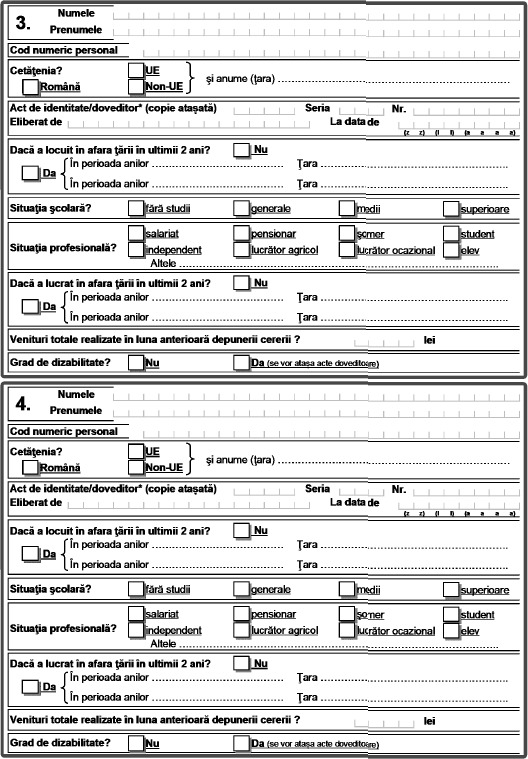 3. Numele
Prenumele
Cod numeric personal
Cetăţenia? UE
Română Non-UE şi anume (ţara)
Act de identitate/doveditor* (copie ataşată) Seria Nr.
Eliberat de La data de
(z z) (l l) (a a a a)
Dacă a locuit în afara ţării în ultimii 2 ani? Nu
Da În perioada anilor Ţara
În perioada anilor Ţara
Situaţia şcolară? fără studii generale medii superioare
salariat pensionar şomer student
Situaţia profesională? independent lucrător agricol lucrător ocazional elev
Altele
Dacă a lucrat în afara ţării în ultimii 2 ani? Nu
Da În perioada anilor Ţara
În perioada anilor Ţara
Venituri totale realizate în luna anterioară depunerii cererii ? lei
Grad de dizabilitate? Nu Da (se vor ataşa acte doveditoare)
4. Numele
Prenumele
Cod numeric personal
Cetăţenia? UE
Română Non-UE şi anume (ţara)
Act de identitate/doveditor* (copie ataşată) Seria Nr.
Eliberat de La data de
(z z) (l l) (a a a a)
Dacă a locuit în afara ţării în ultimii 2 ani? Nu
Da În perioada anilor Ţara
În perioada anilor Ţara
Situaţia şcolară? fără studii generale medii superioare
salariat pensionar şomer student
Situaţia profesională? independent lucrător agricol lucrător ocazional elev
Altele
Dacă a lucrat în afara ţării în ultimii 2 ani? Nu
Da În perioada anilor Ţara
În perioada anilor Ţara
Venituri totale realizate în luna anterioară depunerii cererii ? lei
Grad de dizabilitate? Nu Da (se vor ataşa acte doveditoare)